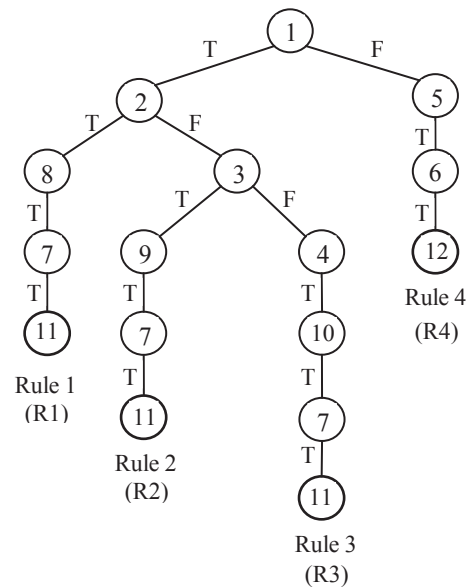 1
T F
2 5
T F T
8 3 6
T T F T
7 9 4 12
T T T Rule 4
11 7 10 (R4)
Rule 1 T T
(R1) 11 7
Rule 2 T
(R2) 11
Rule 3
(R3)